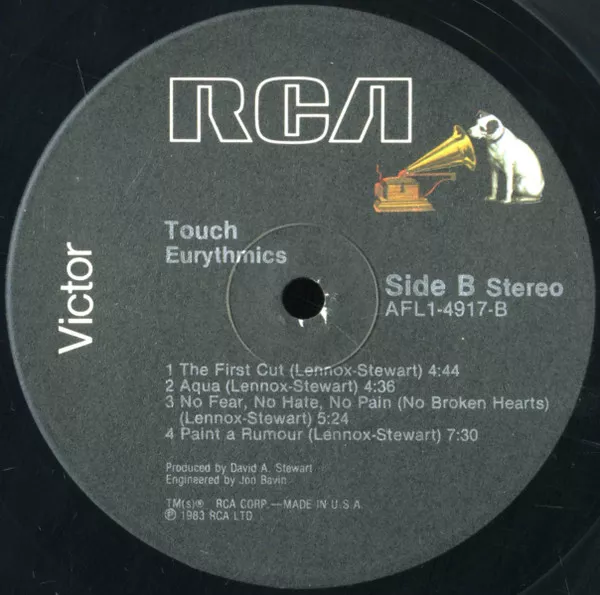 RCA
Victor
Touch
Eurythmics
Side B Stereo
AFL1-4917-B
1 The First Cut (Lennox-Stewart) 4:44
2 Aqua (Lennox-Stewart) 4:36
3 No Fear, No Hate, No Pain (No Broken Hearts)
(Lennox-Stewart) 5:24
4 Paint a Rumour (Lennox-Stewart) 7:30
Produced by David A. Stewart
Engineered by Jon Bavin
TM(s)® RCA CORP.—MADE IN U.S.A.
℗ 1983 RCA LTD.